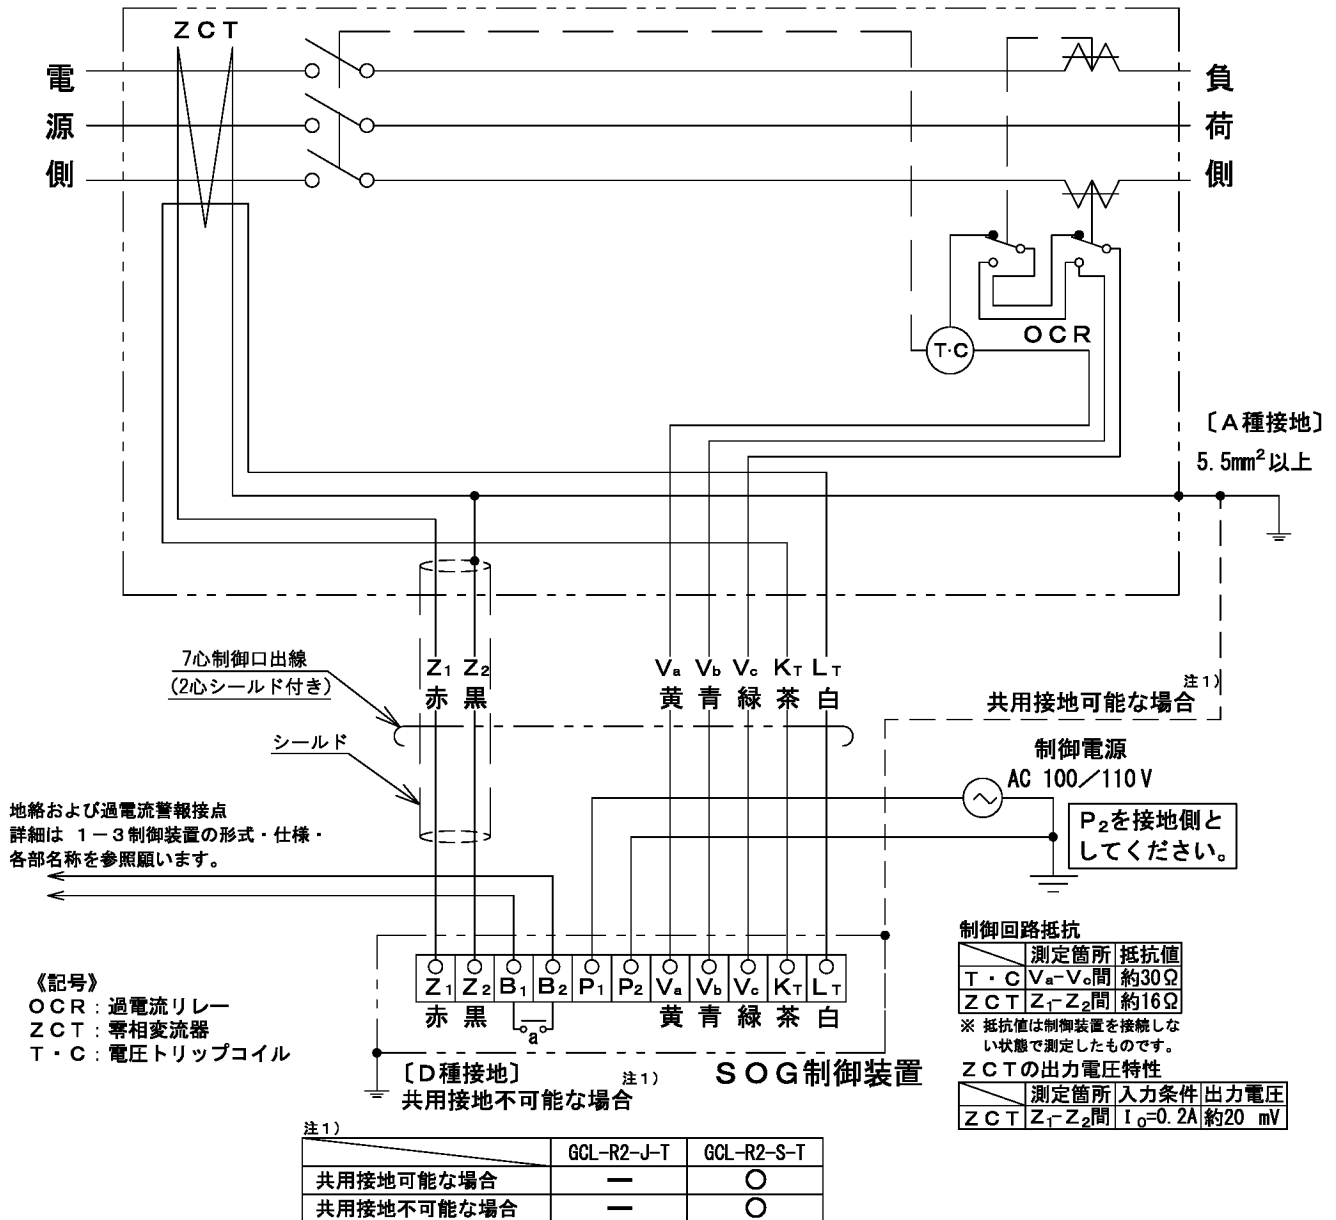 ZCT
電源側
負荷側
OCR
T·C
〔A種接地〕
5.5mm²以上
7心制御口出線
(2心シールド付き)
シールド
Z₁ Z₂ Va Vb Vc KT LT
赤 黒 黄 青 緑 茶 白
共用接地可能な場合 注1)
制御電源
AC 100/110V
P₂を接地側と
してください。
地絡および過電流警報接点
詳細は 1-3制御装置の形式・仕様・
各部名称を参照願います。
Z₁ Z₂ B₁ B₂ P₁ P₂ Va Vb Vc KT LT
赤 黒 黄 青 緑 茶 白
a
《記号》
OCR:過電流リレー
ZCT:零相変流器
T・C:電圧トリップコイル
〔D種接地〕
共用接地不可能な場合 注1)
SOG制御装置
制御回路抵抗
測定箇所 抵抗値
T・C Va-Vc間 約30Ω
ZCT Z₁-Z₂間 約16Ω
※ 抵抗値は制御装置を接続しな
い状態で測定したものです。
ZCTの出力電圧特性
測定箇所 入力条件 出力電圧
ZCT Z₁-Z₂間 I₀=0.2A 約20 mV
注1)
GCL-R2-J-T GCL-R2-S-T
共用接地可能な場合 ー ○
共用接地不可能な場合 ー ○